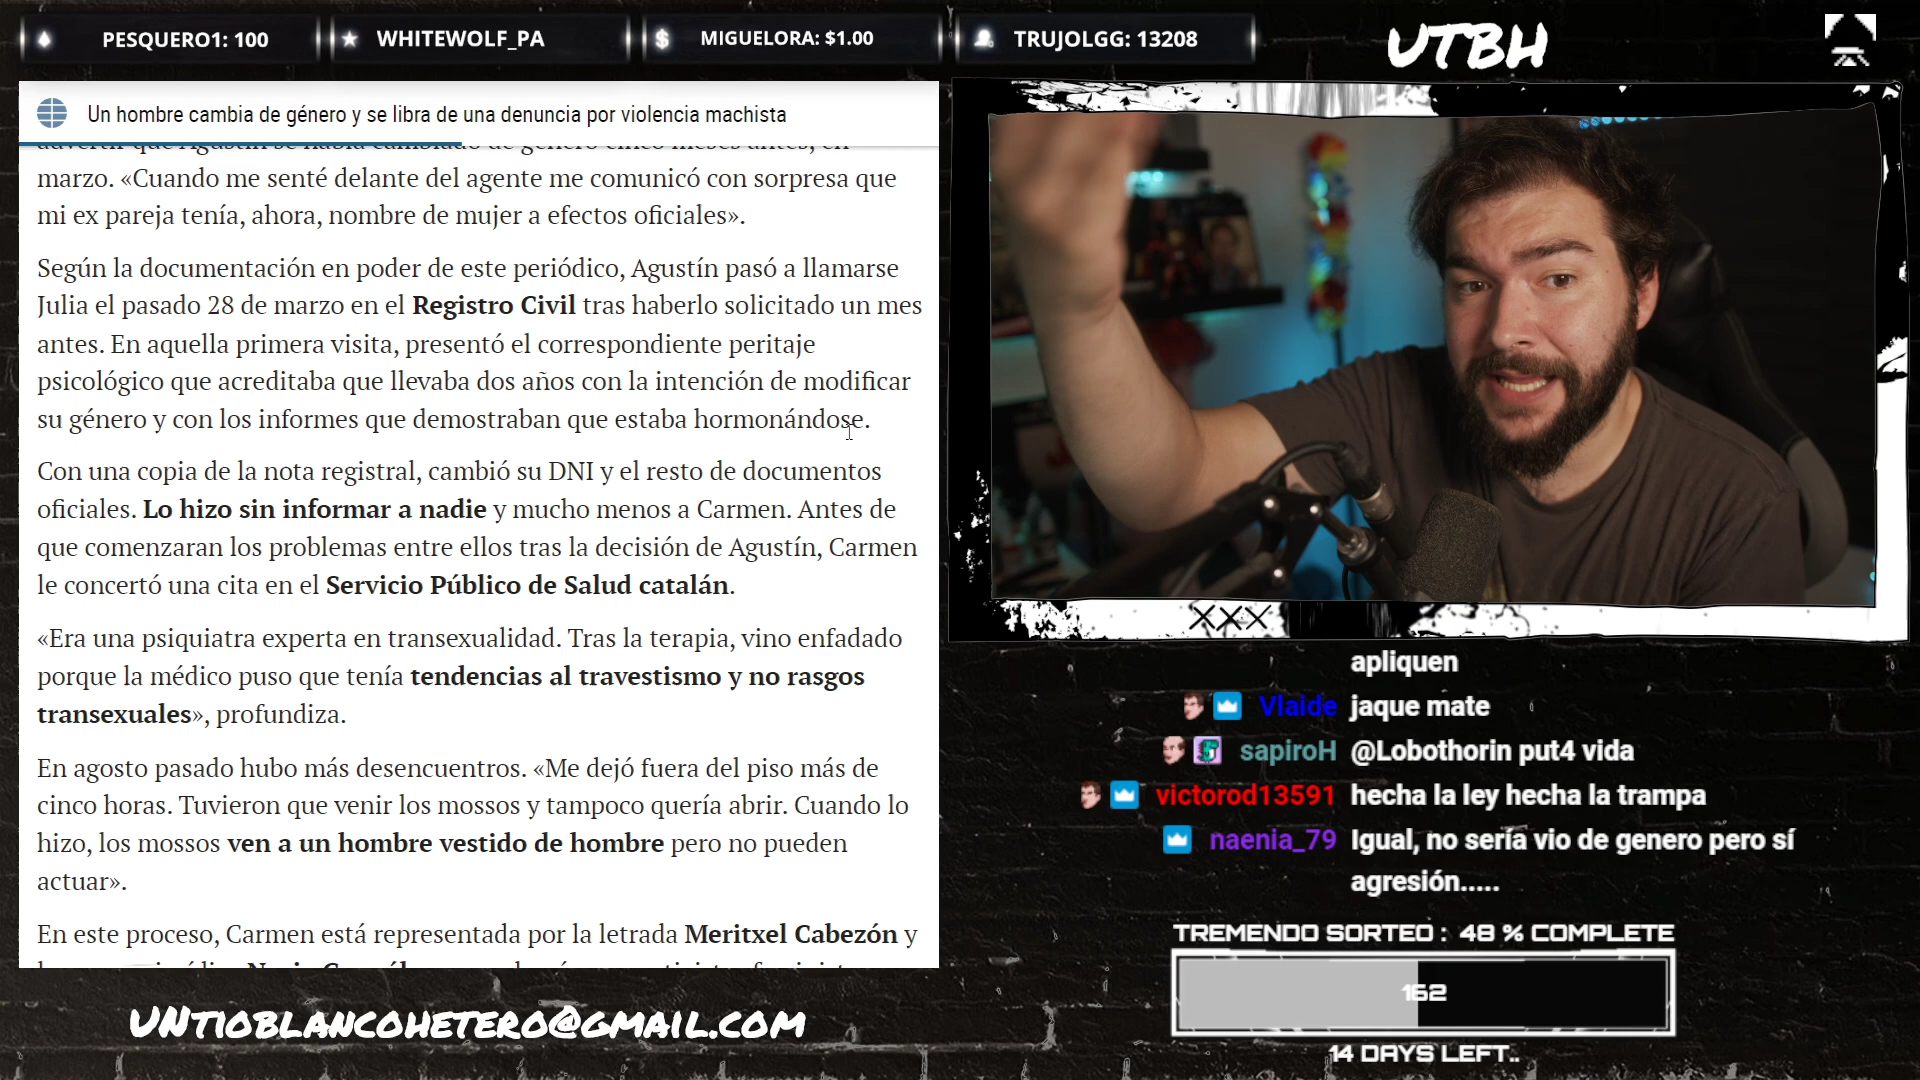 PESQUERO1: 100
WHITEWOLF_PA
MIGUELORA: $1.00
TRUJOLGG: 13208
UTBH
Un hombre cambia de género y se libra de una denuncia por violencia machista
advertir que Agustín se había cambiado de género cinco meses antes, en
marzo. «Cuando me senté delante del agente me comunicó con sorpresa que
mi ex pareja tenía, ahora, nombre de mujer a efectos oficiales».
Según la documentación en poder de este periódico, Agustín pasó a llamarse
Julia el pasado 28 de marzo en el Registro Civil tras haberlo solicitado un mes
antes. En aquella primera visita, presentó el correspondiente peritaje
psicológico que acreditaba que llevaba dos años con la intención de modificar
su género y con los informes que demostraban que estaba hormonándose.
Con una copia de la nota registral, cambió su DNI y el resto de documentos
oficiales. Lo hizo sin informar a nadie y mucho menos a Carmen. Antes de
que comenzaran los problemas entre ellos tras la decisión de Agustín, Carmen
le concertó una cita en el Servicio Público de Salud catalán.
«Era una psiquiatra experta en transexualidad. Tras la terapia, vino enfadado
porque la médico puso que tenía tendencias al travestismo y no rasgos
transexuales», profundiza.
En agosto pasado hubo más desencuentros. «Me dejó fuera del piso más de
cinco horas. Tuvieron que venir los mossos y tampoco quería abrir. Cuando lo
hizo, los mossos ven a un hombre vestido de hombre pero no pueden
actuar».
En este proceso, Carmen está representada por la letrada Meritxel Cabezón y
UNTIOBLANCOHETERO@GMAIL.COM
XXX
apliquen
Vlaide jaque mate
sapiroH @Lobothorin put4 vida
victorod13591 hecha la ley hecha la trampa
naenia_79 Igual, no sería vio de genero pero sí
agresión.....
TREMENDO SORTEO : 48 % COMPLETE
162
14 DAYS LEFT..